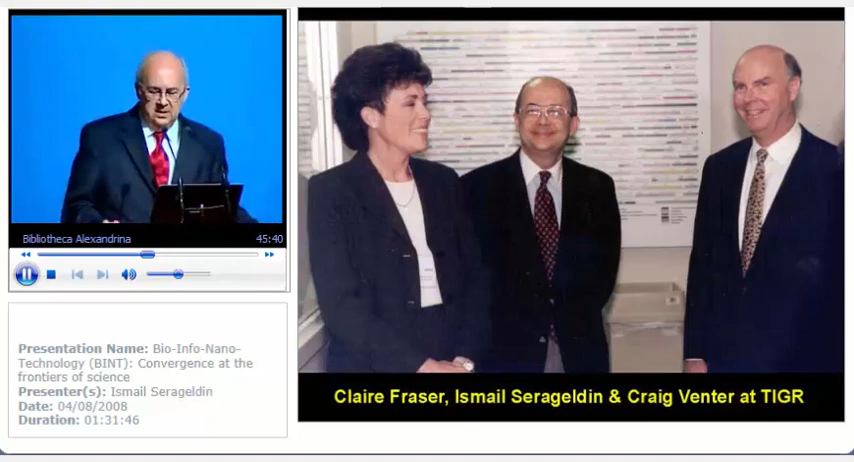 Bibliotheca Alexandrina 45:40
Presentation Name: Bio-Info-Nano-
Technology (BINT): Convergence at the
frontiers of science
Presenter(s): Ismail Serageldin
Date: 04/08/2008
Duration: 01:31:46
Claire Fraser, Ismail Serageldin & Craig Venter at TIGR